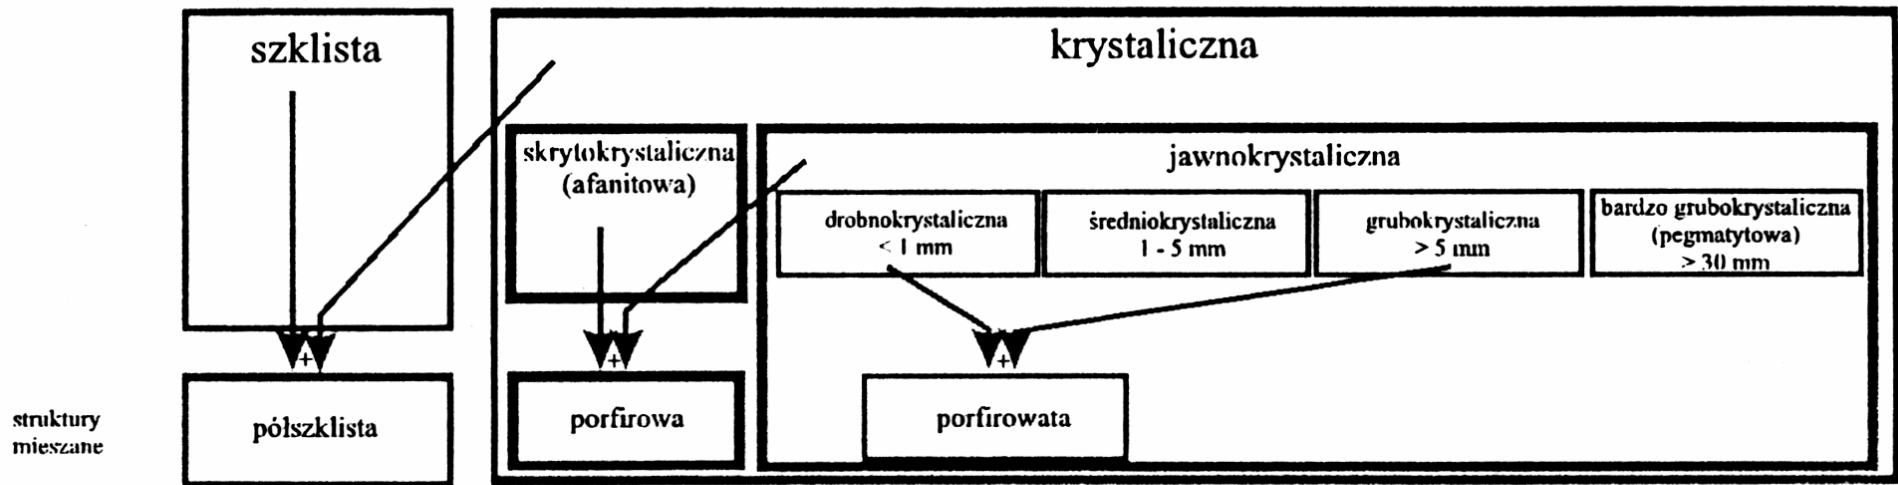 szklista
krystaliczna
skrytokrystaliczna
(afanitowa)
jawnokrystaliczna
drobnokrystaliczna
< 1 mm
średniokrystaliczna
1 - 5 mm
grubokrystaliczna
> 5 mm
bardzo grubokrystaliczna
(pegmatytowa)
> 30 mm
+
+
+
struktury
mieszane
półszklista
porfirowa
porfirowata